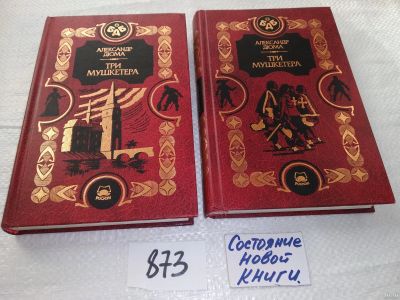 АЛЕКСАНДР
ДЮМА
ТРИ
МУШКЕТЕРА
АЛЕКСАНДР
ДЮМА
ТРИ
МУШКЕТЕРА
873
Состояние
новой
книги